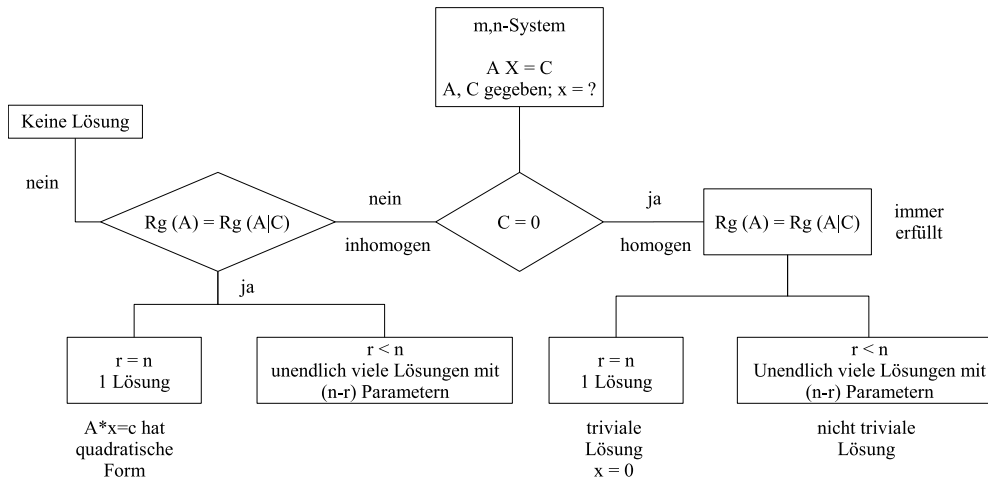 m,n-System
A X = C
A, C gegeben; x = ?
Keine Lösung
nein
Rg (A) = Rg (A|C)
nein
inhomogen
C = 0
ja
homogen
Rg (A) = Rg (A|C)
immer
erfüllt
ja
r = n
1 Lösung
r < n
unendlich viele Lösungen mit
(n-r) Parametern
r = n
1 Lösung
r < n
Unendlich viele Lösungen mit
(n-r) Parametern
A*x=c hat
quadratische
Form
triviale
Lösung
x = 0
nicht triviale
Lösung